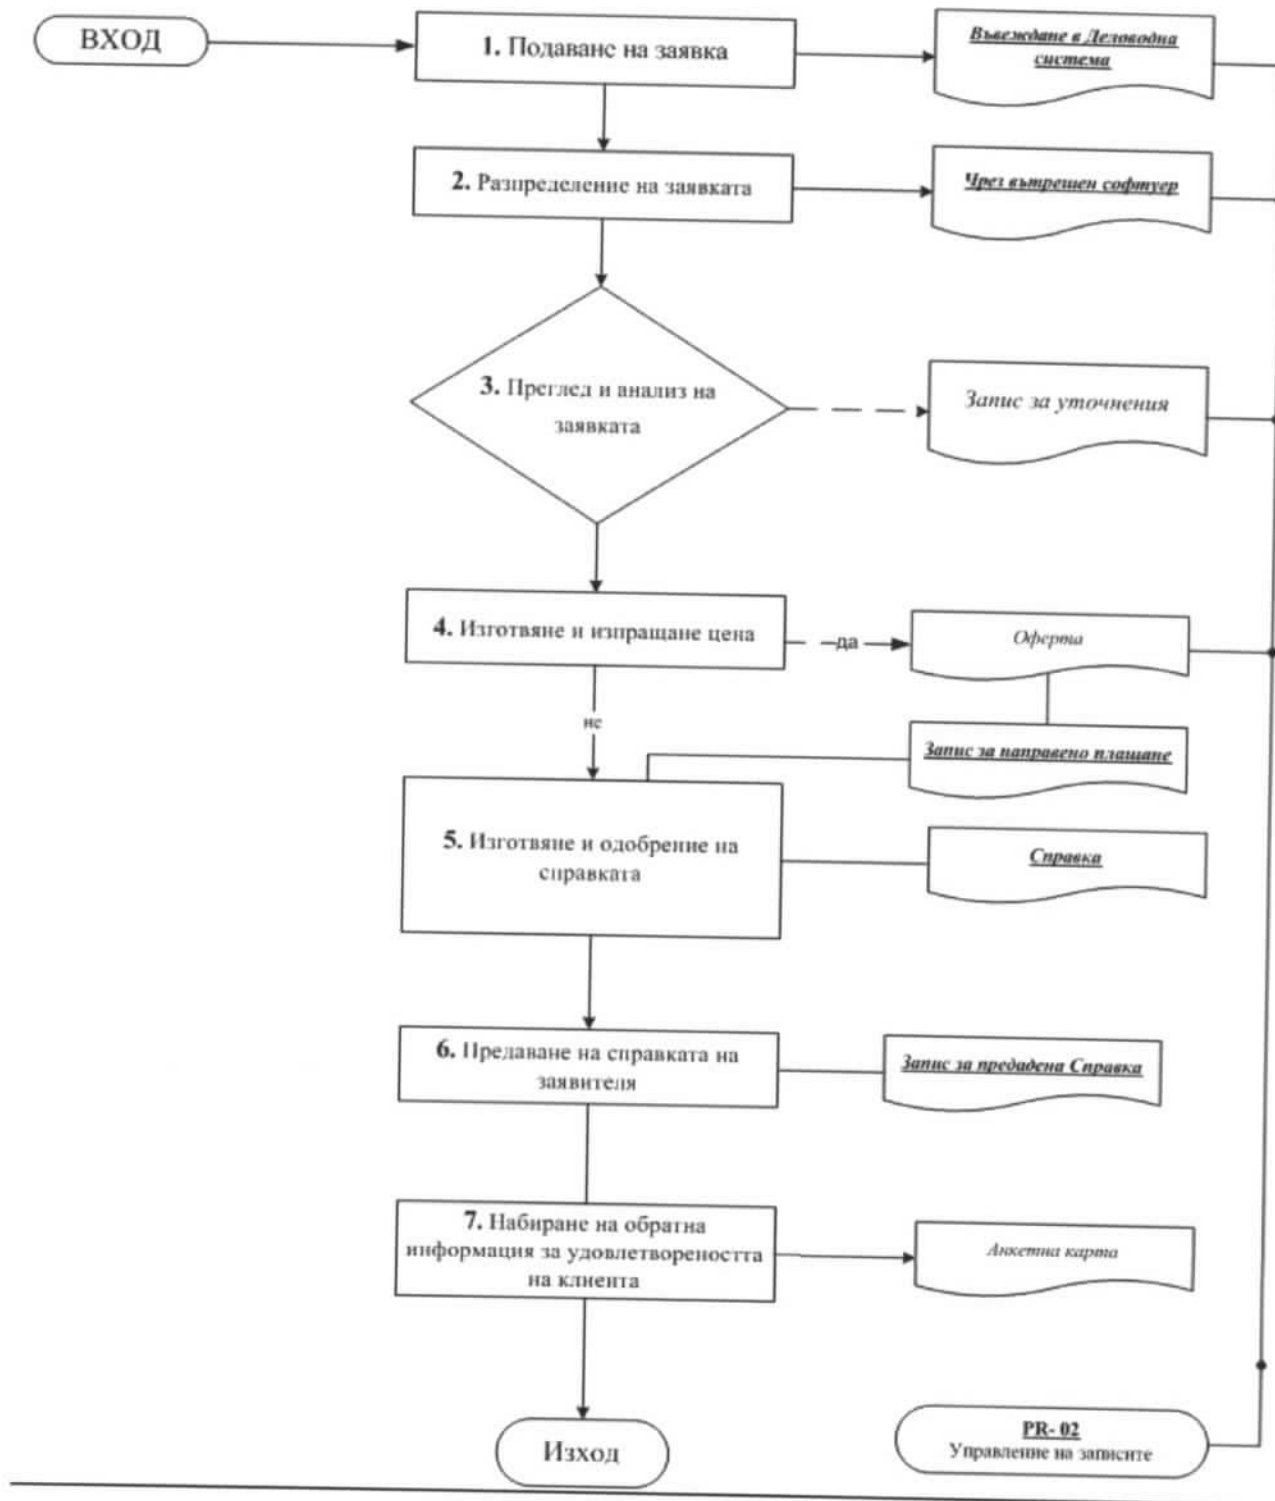 ВХОД
1. Подаване на заявка
Въвеждане в Деловодна
система
2. Разпределение на заявката
Чрез вътрешен софтуер
3. Преглед и анализ на
заявката
Запис за уточнения
4. Изготвяне и изпращане цена
да
Оферта
не
Запис за направено плащане
5. Изготвяне и одобрение на
справката
Справка
6. Предаване на справката на
заявителя
Запис за предадена Справка
7. Набиране на обратна
информация за удовлетвореността
на клиента
Анкетна карта
Изход
PR- 02
Управление на записите